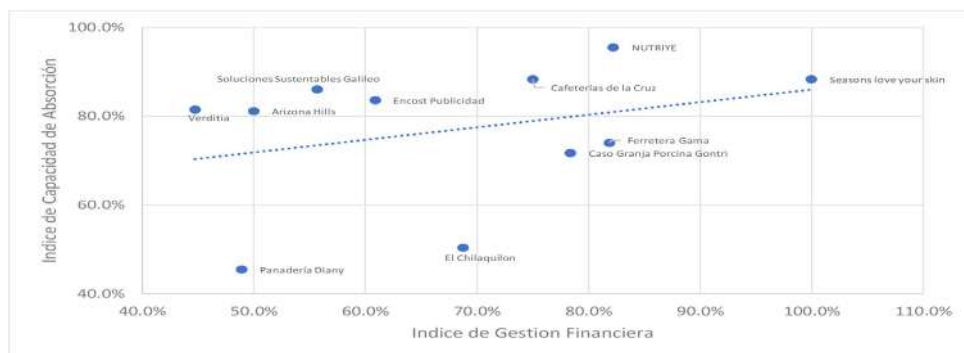 Indice de Capacidad de Absorción
100.0%
80.0%
60.0%
40.0%
NUTRIYE
Soluciones Sustentables Galileo
Seasons love your skin
Cafeterias de la Cruz
Encost Publicidad
Verditia
Arizona Hills
Ferretera Gama
Caso Granja Porcina Gontri
El Chilaquilon
Panadería Diany
40.0% 50.0% 60.0% 70.0% 80.0% 90.0% 100.0% 110.0%
Indice de Gestion Financiera